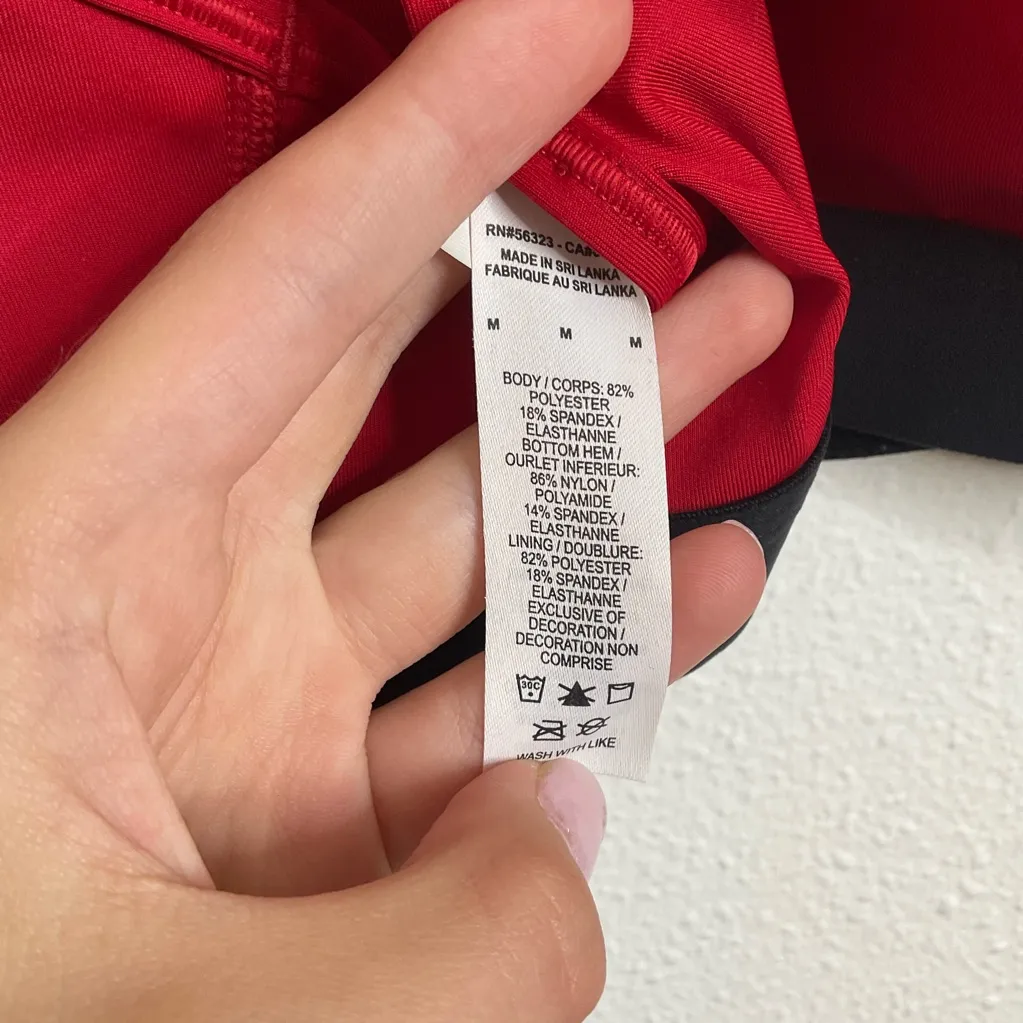 RN#56323 - CA#
MADE IN SRI LANKA
FABRIQUE AU SRI LANKA
M M M
BODY / CORPS: 82%
POLYESTER
18% SPANDEX /
ELASTHANNE
BOTTOM HEM /
OURLET INFERIEUR:
86% NYLON /
POLYAMIDE
14% SPANDEX /
ELASTHANNE
LINING / DOUBLURE:
82% POLYESTER
18% SPANDEX /
ELASTHANNE
EXCLUSIVE OF
DECORATION /
DECORATION NON
COMPRISE
30C
WASH WITH LIKE